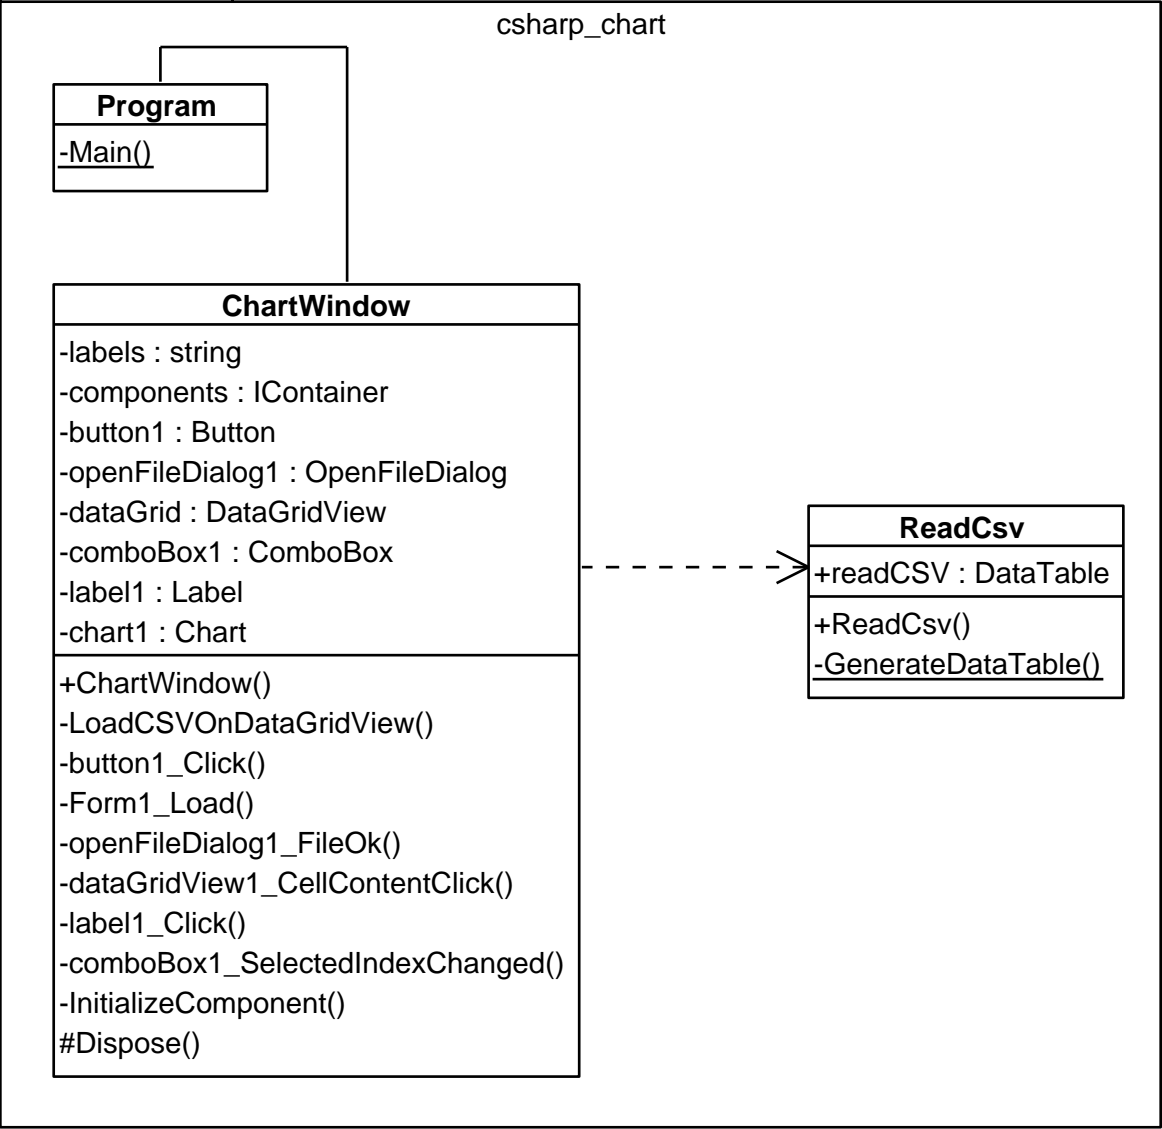 csharp_chart
Program
-Main()
ChartWindow
-labels : string
-components : IContainer
-button1 : Button
-openFileDialog1 : OpenFileDialog
-dataGrid : DataGridView
-comboBox1 : ComboBox
-label1 : Label
-chart1 : Chart
+ChartWindow()
-LoadCSVOnDataGridView()
-button1_Click()
-Form1_Load()
-openFileDialog1_FileOk()
-dataGridView1_CellContentClick()
-label1_Click()
-comboBox1_SelectedIndexChanged()
-InitializeComponent()
#Dispose()
ReadCsv
+readCSV : DataTable
+ReadCsv()
-GenerateDataTable()